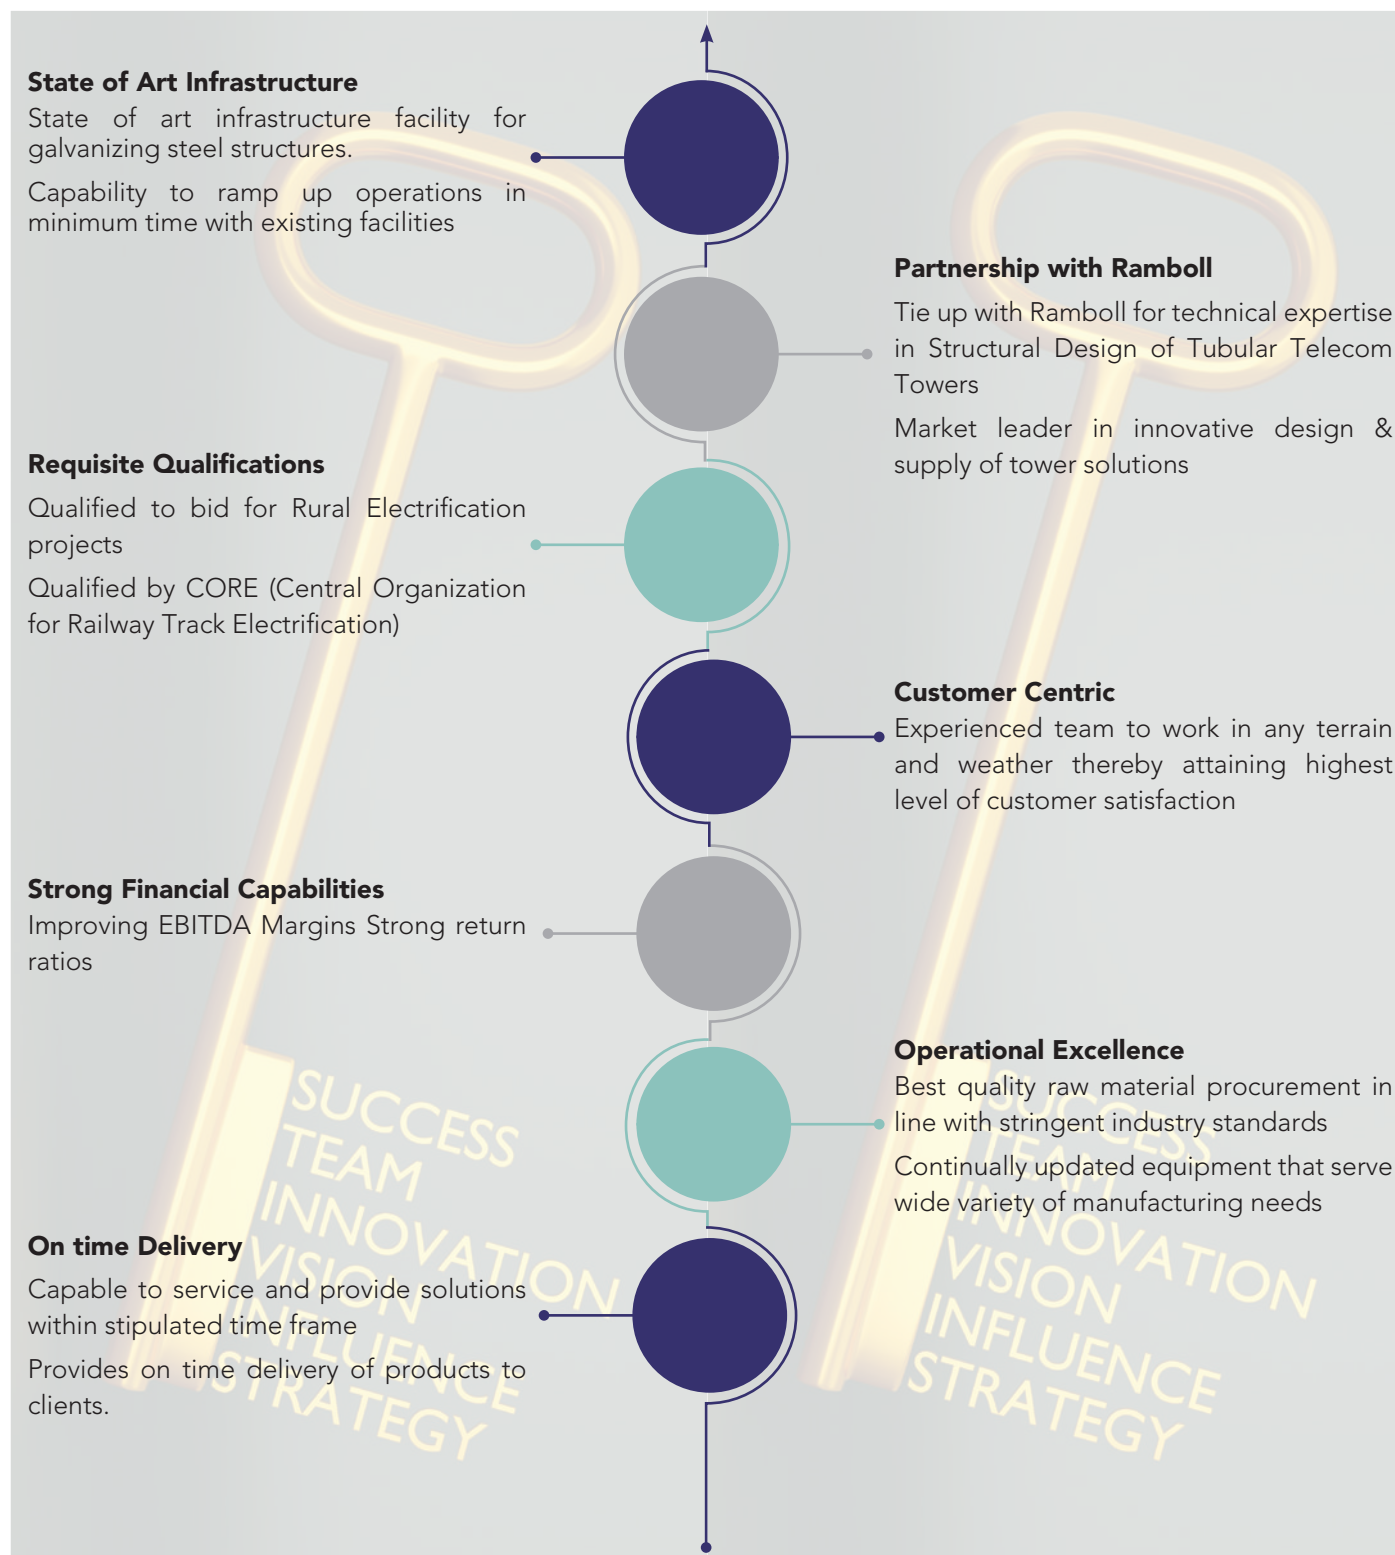 State of Art Infrastructure
State of art infrastructure facility for
galvanizing steel structures.
Capability to ramp up operations in
minimum time with existing facilities
Partnership with Ramboll
Tie up with Ramboll for technical expertise
in Structural Design of Tubular Telecom
Towers
Market leader in innovative design &
supply of tower solutions
Requisite Qualifications
Qualified to bid for Rural Electrification
projects
Qualified by CORE (Central Organization
for Railway Track Electrification)
Customer Centric
Experienced team to work in any terrain
and weather thereby attaining highest
level of customer satisfaction
Strong Financial Capabilities
Improving EBITDA Margins Strong return
ratios
Operational Excellence
Best quality raw material procurement in
line with stringent industry standards
Continually updated equipment that serve
wide variety of manufacturing needs
On time Delivery
Capable to service and provide solutions
within stipulated time frame
Provides on time delivery of products to
clients.
SUCCESS
TEAM
INNOVATION
VISION
INFLUENCE
STRATEGY
SUCCESS
TEAM
INNOVATION
VISION
INFLUENCE
STRATEGY